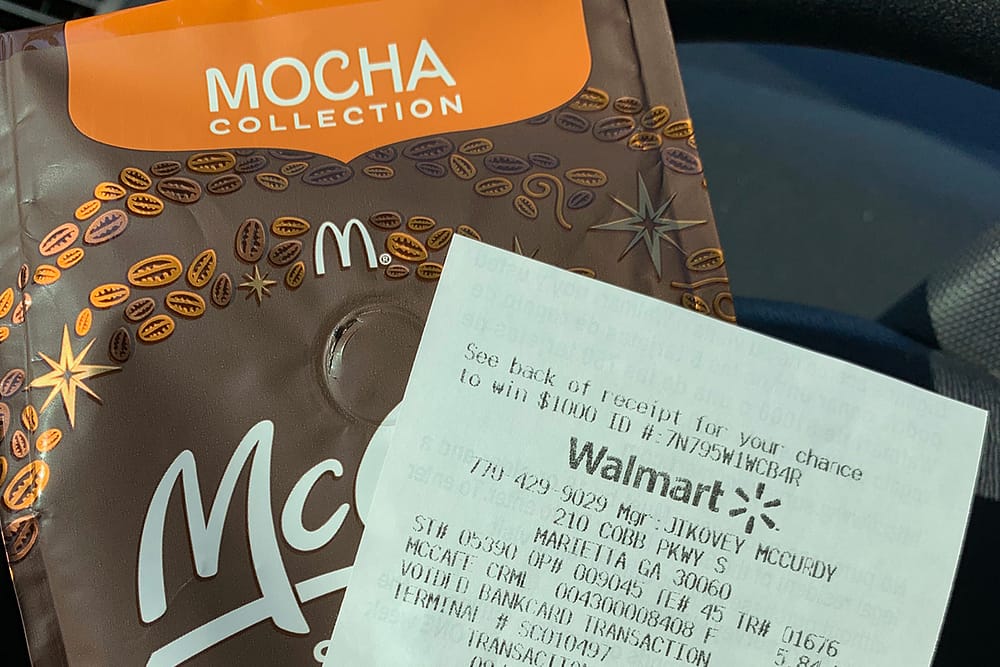 MOCHA
COLLECTION
m®
McC
See back of receipt for your chance
to win $1000 ID #:7N795W1WCB4R
Walmart
770-429-9029 Mgr:JIKOVEY MCCURDY
210 COBB PKWY S
MARIETTA GA 30060
ST# 05390 OP# 009045 TE# 45 TR# 01676
MCCAFE CRML 004300008408 F 5.84
VOIDED BANKCARD TRANSACTION
TERMINAL # SC010497